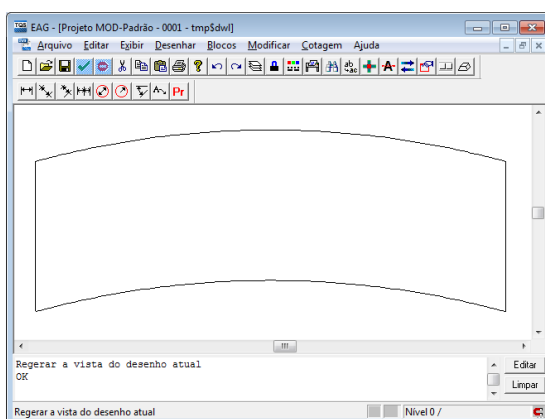 TQS EAG - [Projeto MOD-Padrão - 0001 - tmp$dwl]
Arquivo Editar Exibir Desenhar Blocos Modificar Cotagem Ajuda
Pr
Regerar a vista do desenho atual
OK
Editar
Limpar
Regerar a vista do desenho atual
Nível 0 /